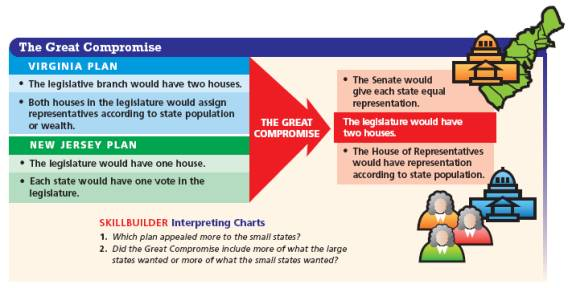 The Great Compromise
VIRGINIA PLAN
• The legislative branch would have two houses.
• Both houses in the legislature would assign
representatives according to state population
or wealth.
NEW JERSEY PLAN
• The legislature would have one house.
• Each state would have one vote in the
legislature.
THE GREAT
COMPROMISE
• The Senate would
give each state equal
representation.
The legislature would have
two houses.
• The House of Representatives
would have representation
according to state population.
SKILLBUILDER Interpreting Charts
1. Which plan appealed more to the small states?
2. Did the Great Compromise include more of what the large
states wanted or more of what the small states wanted?